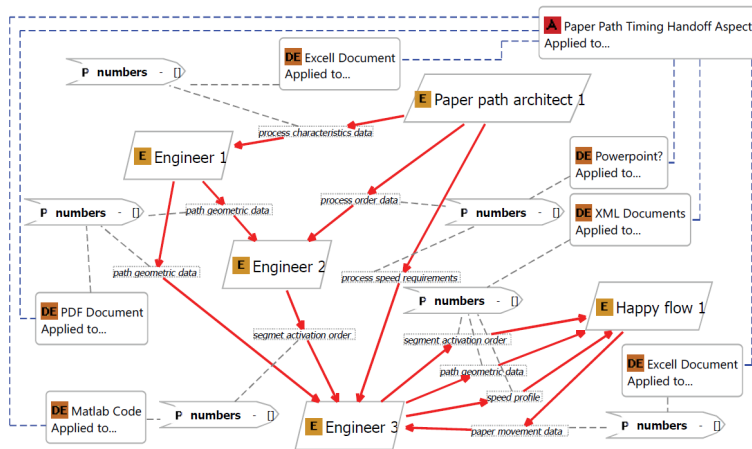 A Paper Path Timing Handoff Aspect
Applied to...
DE Excell Document
Applied to...
P numbers - []
E Paper path architect 1
process characteristics data
E Engineer 1
DE Powerpoint?
Applied to...
process order data
P numbers - []
path geometric data
P numbers - []
DE XML Documents
Applied to...
E Engineer 2
path geometric data
process speed requirements
P numbers - []
E Happy flow 1
DE PDF Document
Applied to...
segmet activation order
segment activation order
path geometric data
DE Excell Document
Applied to...
speed profile
DE Matlab Code
Applied to...
P numbers - []
E Engineer 3
paper movement data
P numbers - []